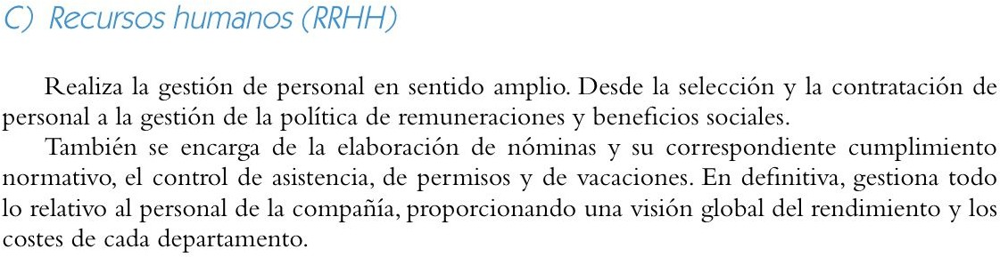 C) Recursos humanos (RRHH)
Realiza la gestión de personal en sentido amplio. Desde la selección y la contratación de
personal a la gestión de la política de remuneraciones y beneficios sociales.
También se encarga de la elaboración de nóminas y su correspondiente cumplimiento
normativo, el control de asistencia, de permisos y de vacaciones. En definitiva, gestiona todo
lo relativo al personal de la compañía, proporcionando una visión global del rendimiento y los
costes de cada departamento.